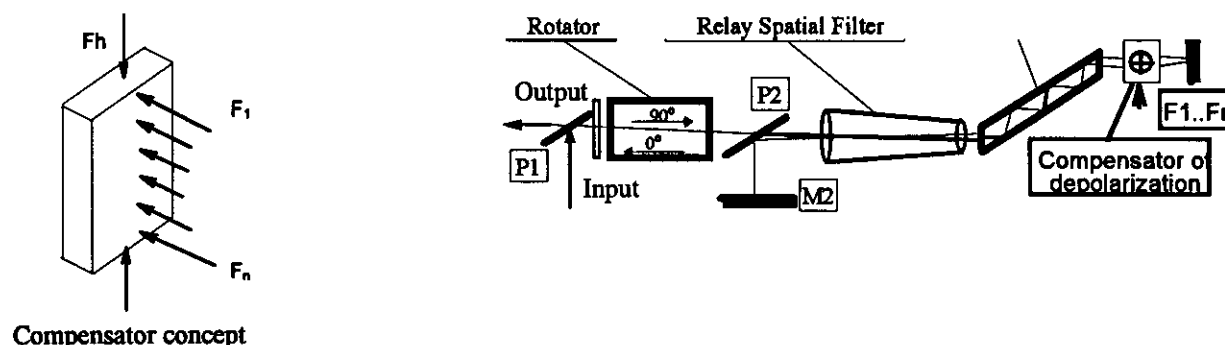 Fh
F1
Fn
Compensator concept
Rotator
Relay Spatial Filter
Output
P2
90°
0°
P1
Input
M2
F1..Fn
Compensator of
depolarization